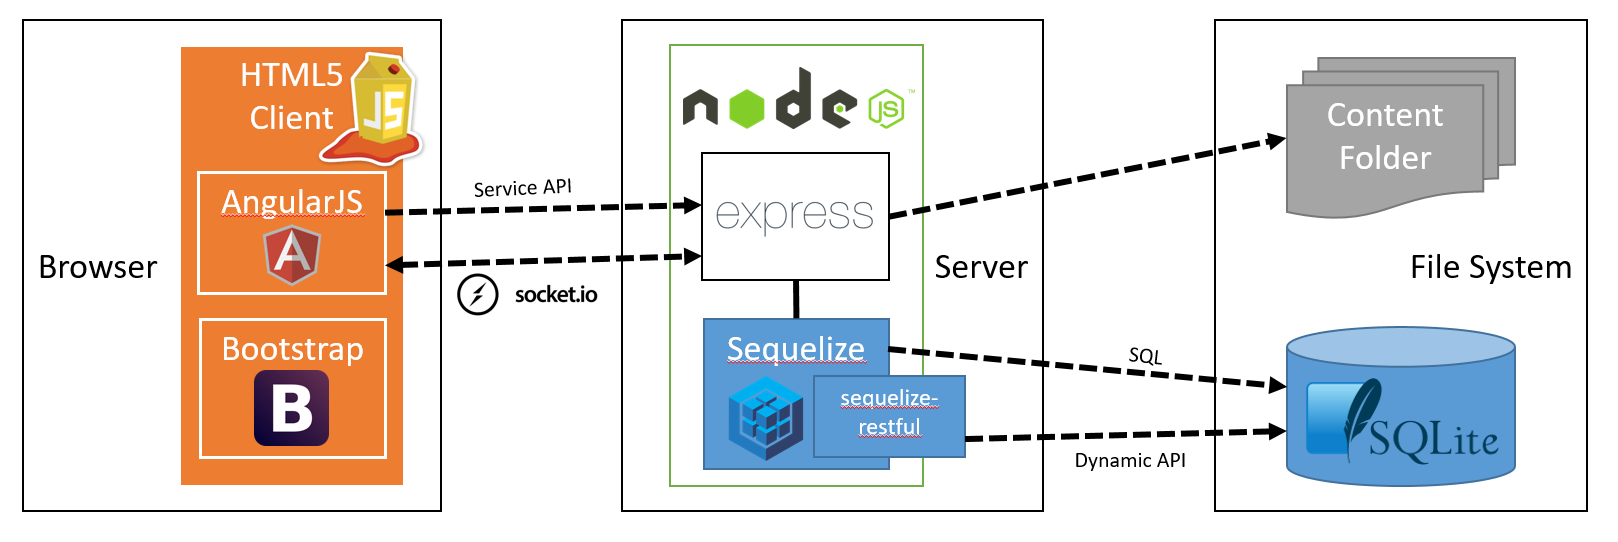 Browser
HTML5
Client
JS
AngularJS
A
Bootstrap
B
Service API
socket.io
node
JS
™
express
Server
Sequelize
sequelize-
restful
SQL
Dynamic API
Content
Folder
File System
SQLite